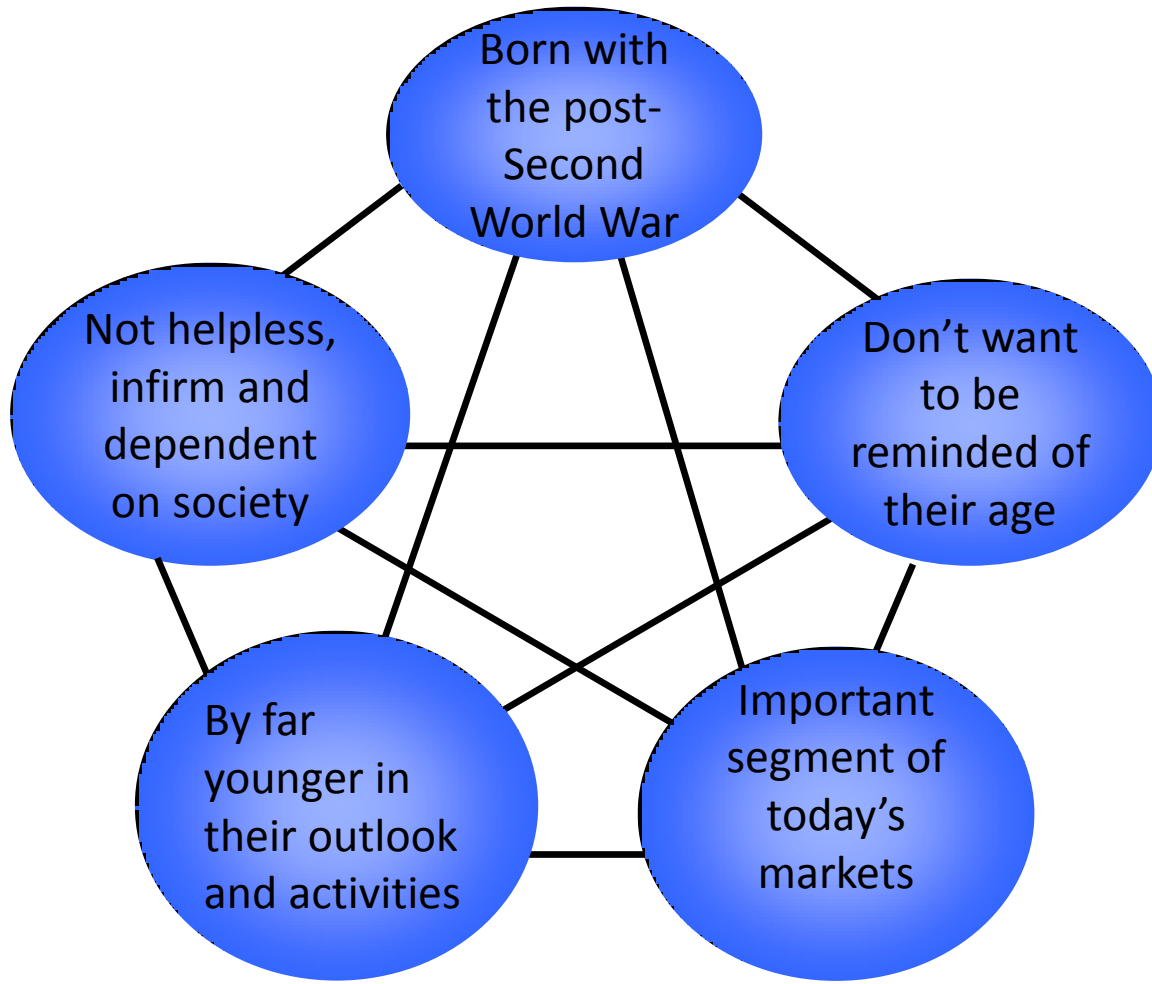 Born with
the post-
Second
World War
Not helpless,
infirm and
dependent
on society
Don’t want
to be
reminded of
their age
By far
younger in
their outlook
and activities
Important
segment of
today’s
markets